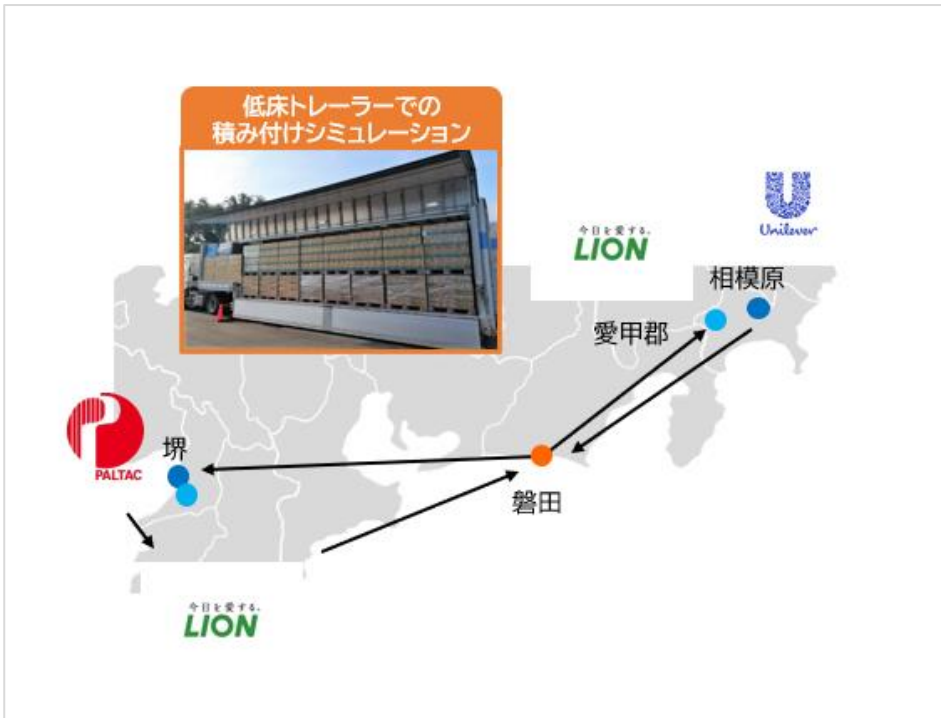 低床トレーラーでの
積み付けシミュレーション
Unilever
今日を愛する。
LION
相模原
愛甲郡
PALTAC
堺
磐田
今日を愛する。
LION